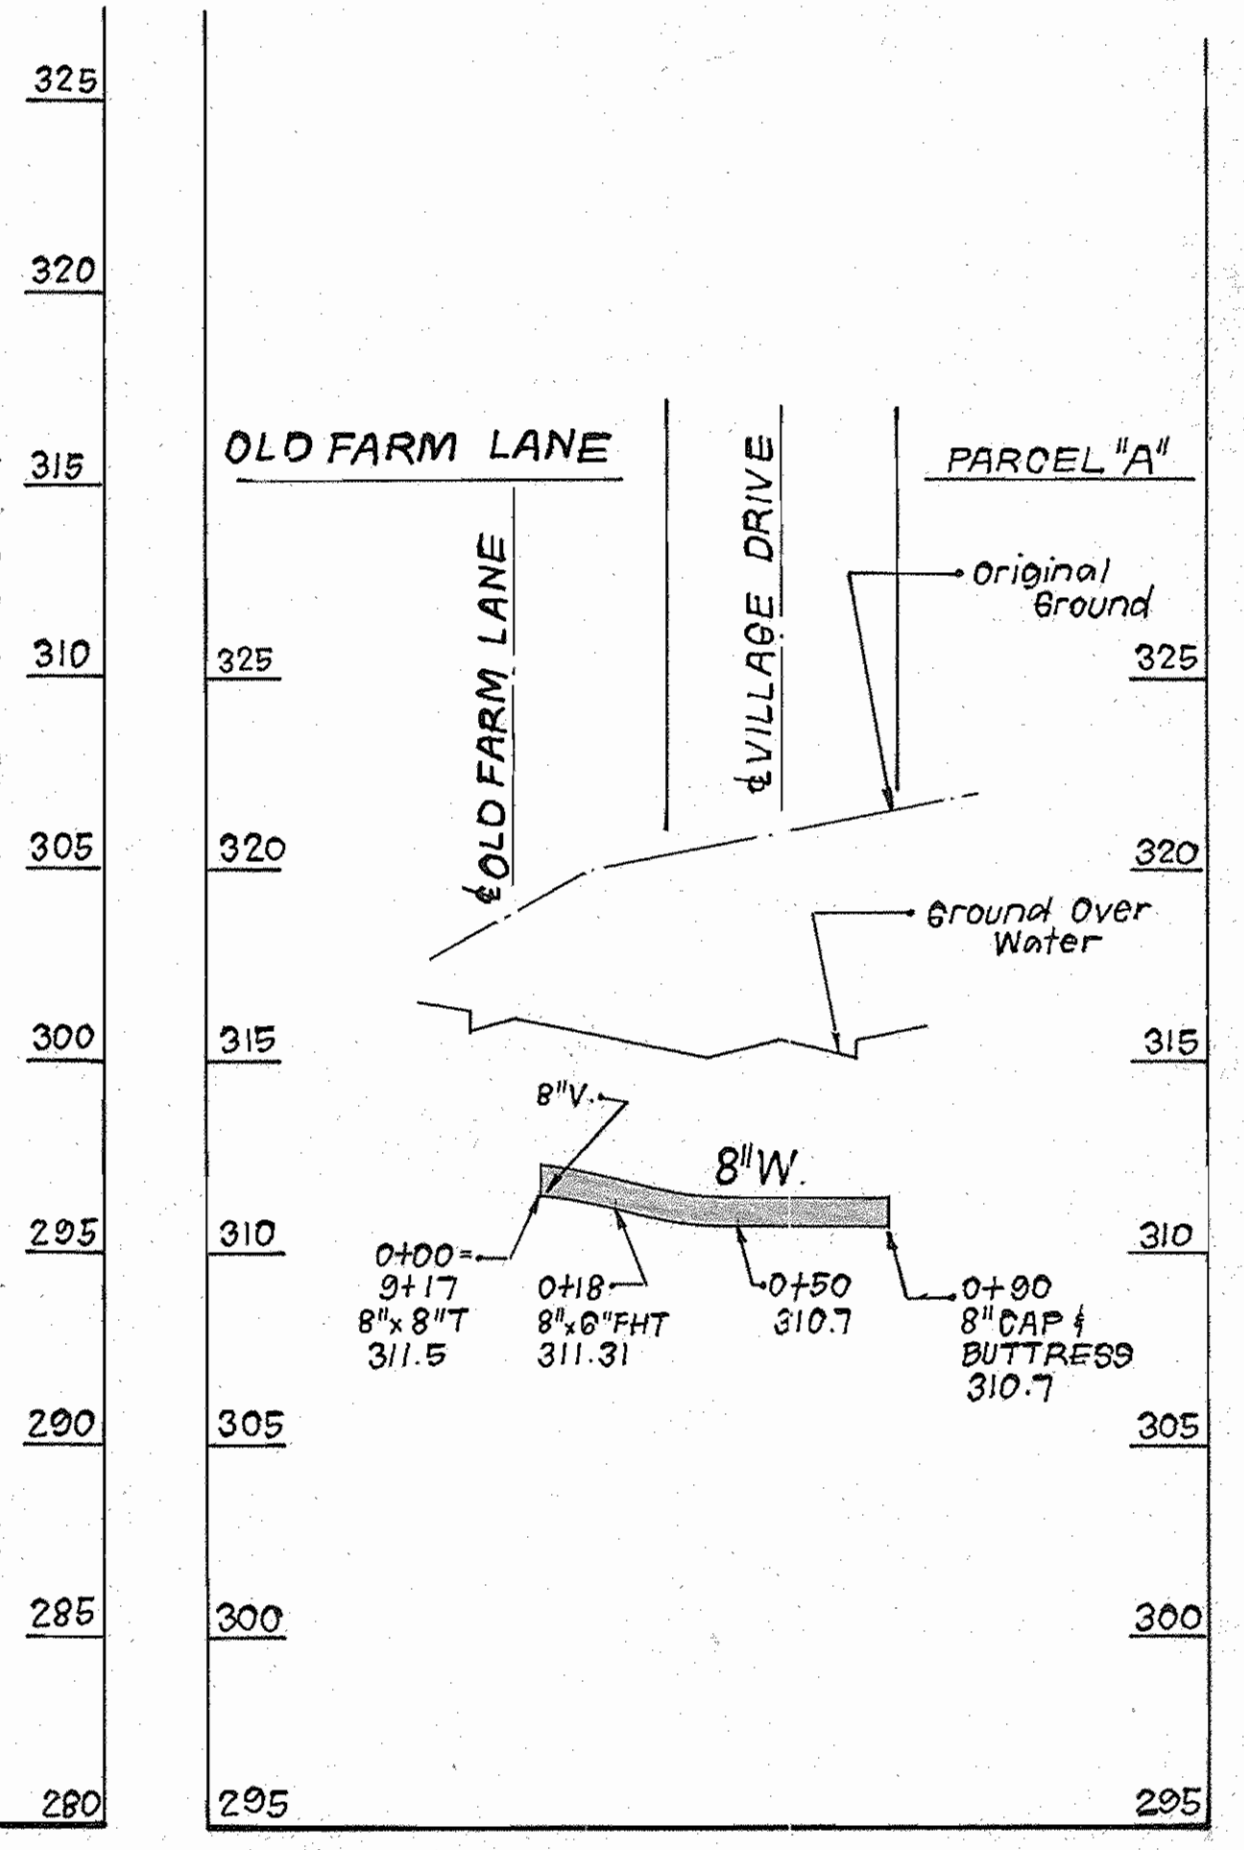 325
320
315
310
305
300
295
290
285
280
OLD FARM LANE
PARCEL "A"
℄ OLD FARM LANE
℄ VILLAGE DRIVE
Original
Ground
325
325
320
320
Ground Over
Water
315
315
8"V.
8"W.
310
310
0+00=
9+17
8"x 8"T
311.5
0+18
8"x6"FHT
311.31
0+50
310.7
0+90
8"CAP &
BUTTRESS
310.7
305
305
300
300
295
295